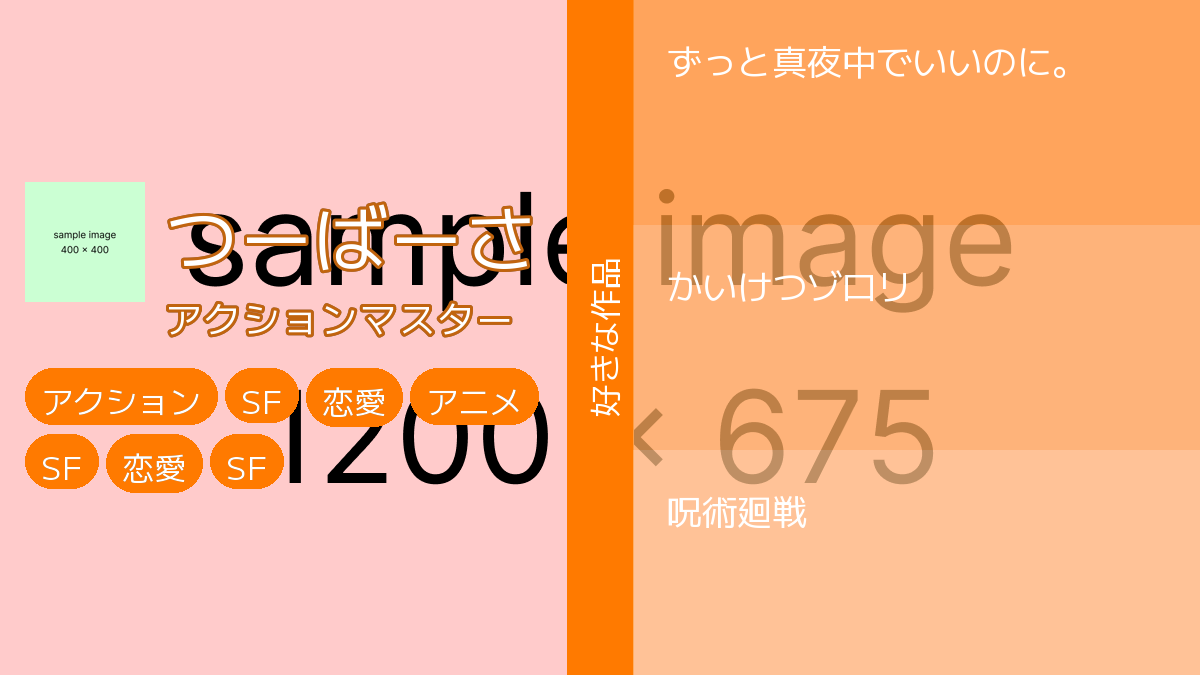 sample image
1200 × 675
sample image
400 × 400
つーばーさ
アクションマスター
アクション SF 恋愛 アニメ
SF 恋愛 SF
好きな作品
ずっと真夜中でいいのに。
かいけつゾロリ
呪術廻戦